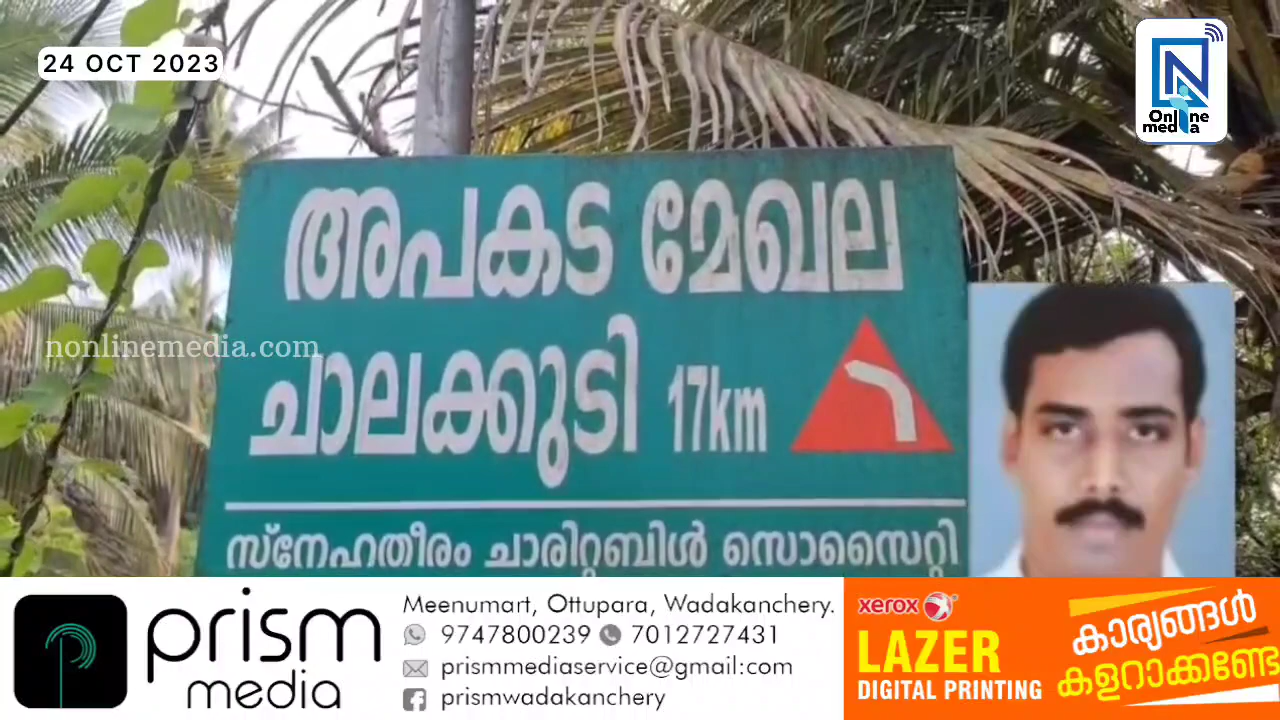 24 OCT 2023
N
Online
media
അപകട മേഖല
ചാലക്കുടി 17km
nonlinemedia.com
സ്നേഹതീരം ചാരിറ്റബിൾ സൊസൈറ്റി
prism
media
Meenumart, Ottupara, Wadakanchery.
9747800239 7012727431
prismmediaservice@gmail:com
prismwadakanchery
xerox
LAZER
DIGITAL PRINTING
കാര്യങ്ങൾ
കളറാക്കണ്ടേ